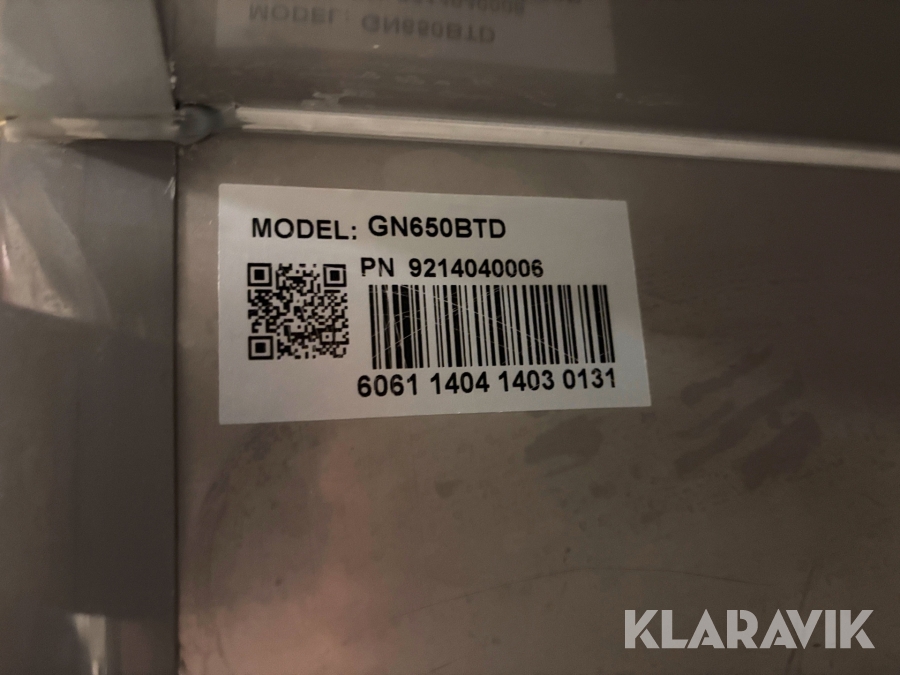 MODEL: GN650BTD
PN 9214040006
6061 1404 1403 0131
KLARAVIK